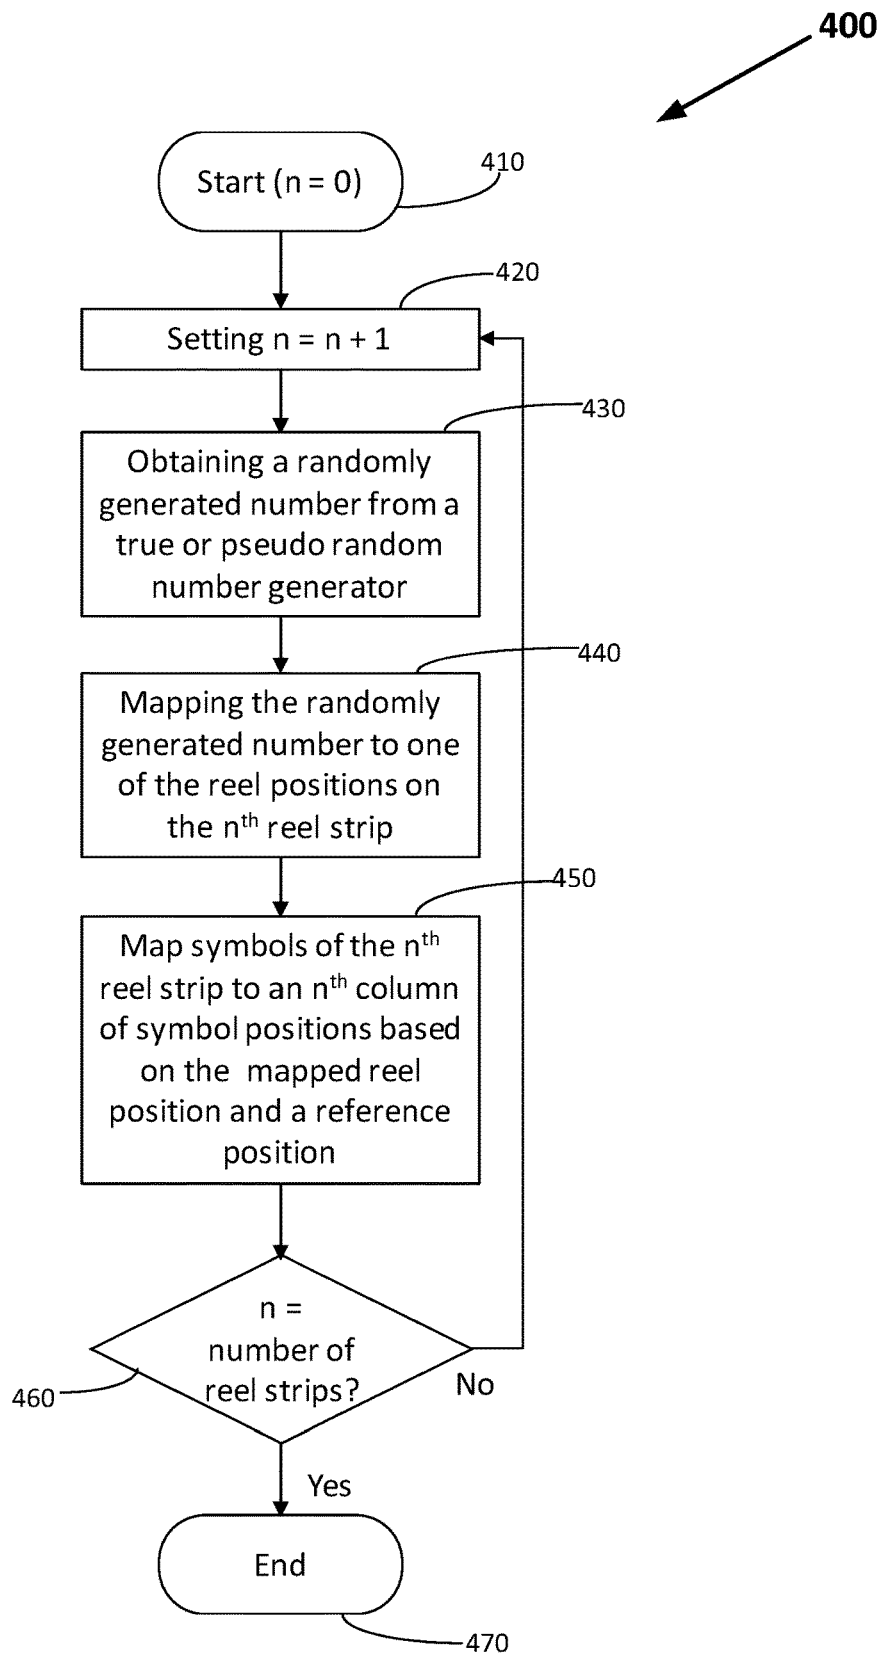 400
Start (n = 0)
410
420
Setting n = n + 1
430
Obtaining a randomly
generated number from a
true or pseudo random
number generator
440
Mapping the randomly
generated number to one
of the reel positions on
the nth reel strip
450
Map symbols of the nth
reel strip to an nth column
of symbol positions based
on the mapped reel
position and a reference
position
n =
number of
reel strips?
460
No
Yes
End
470